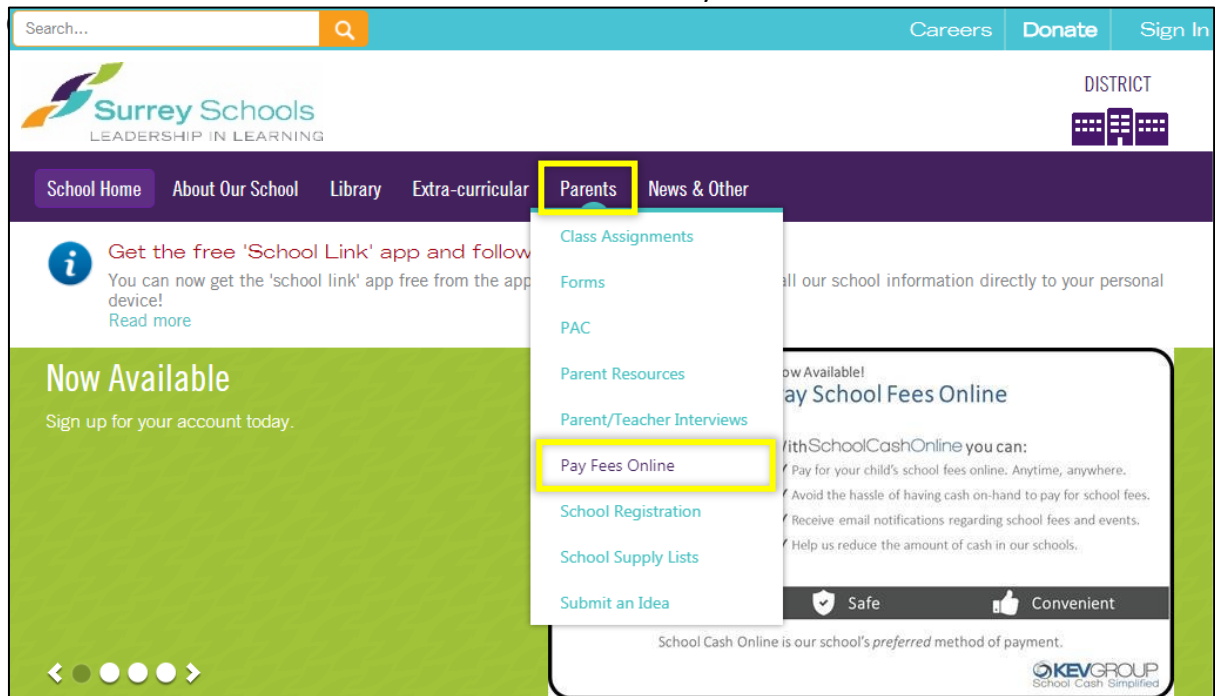 Search...
Careers
Donate
Sign In
Surrey Schools
LEADERSHIP IN LEARNING
DISTRICT
School Home
About Our School
Library
Extra-curricular
Parents
News & Other
Get the free 'School Link' app and follow
You can now get the 'school link' app free from the app
all our school information directly to your personal
device!
Read more
Class Assignments
Forms
PAC
Parent Resources
Parent/Teacher Interviews
Pay Fees Online
School Registration
School Supply Lists
Submit an Idea
Now Available
Sign up for your account today.
ow Available!
ay School Fees Online
ith SchoolCashOnline you can:
Pay for your child's school fees online. Anytime, anywhere.
Avoid the hassle of having cash on-hand to pay for school fees.
Receive email notifications regarding school fees and events.
Help us reduce the amount of cash in our schools.
Safe
Convenient
School Cash Online is our school's preferred method of payment.
KEVGROUP
School Cash Simplified